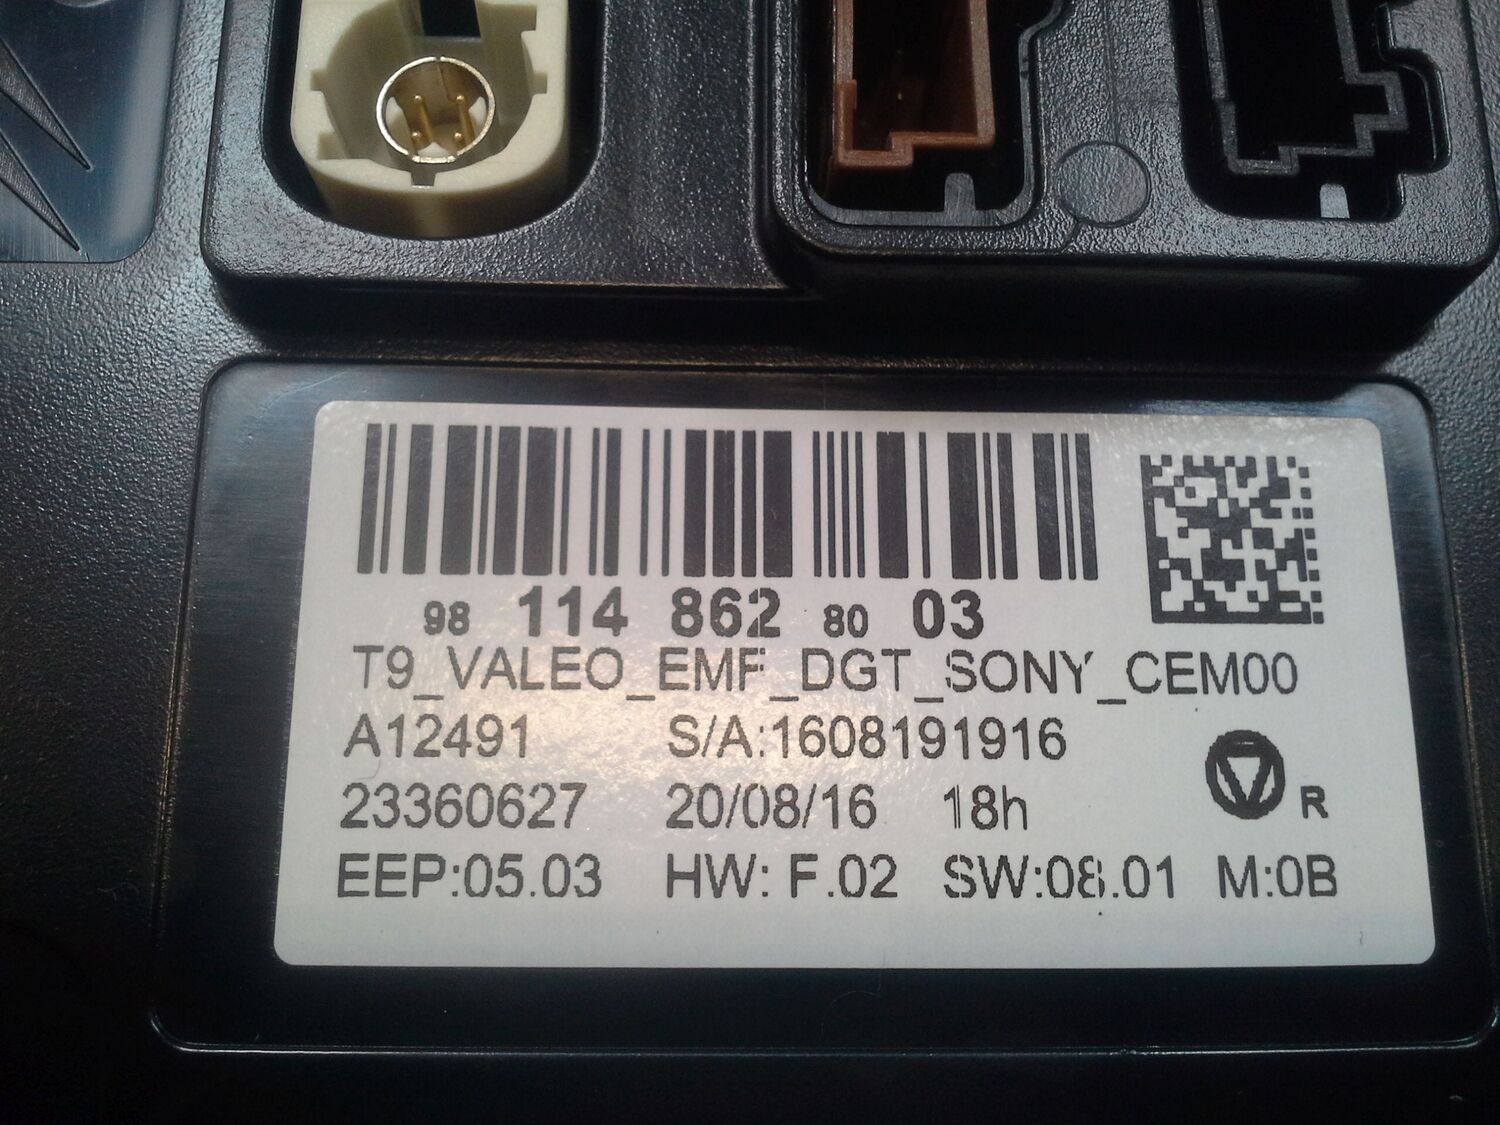 98 114 862 80 03
T9_VALEO_EMF_DGT_SONY_CEM00
A12491 S/A:1608191916
23360627 20/08/16 18h
R
EEP:05.03 HW: F.02 SW:08.01 M:0B